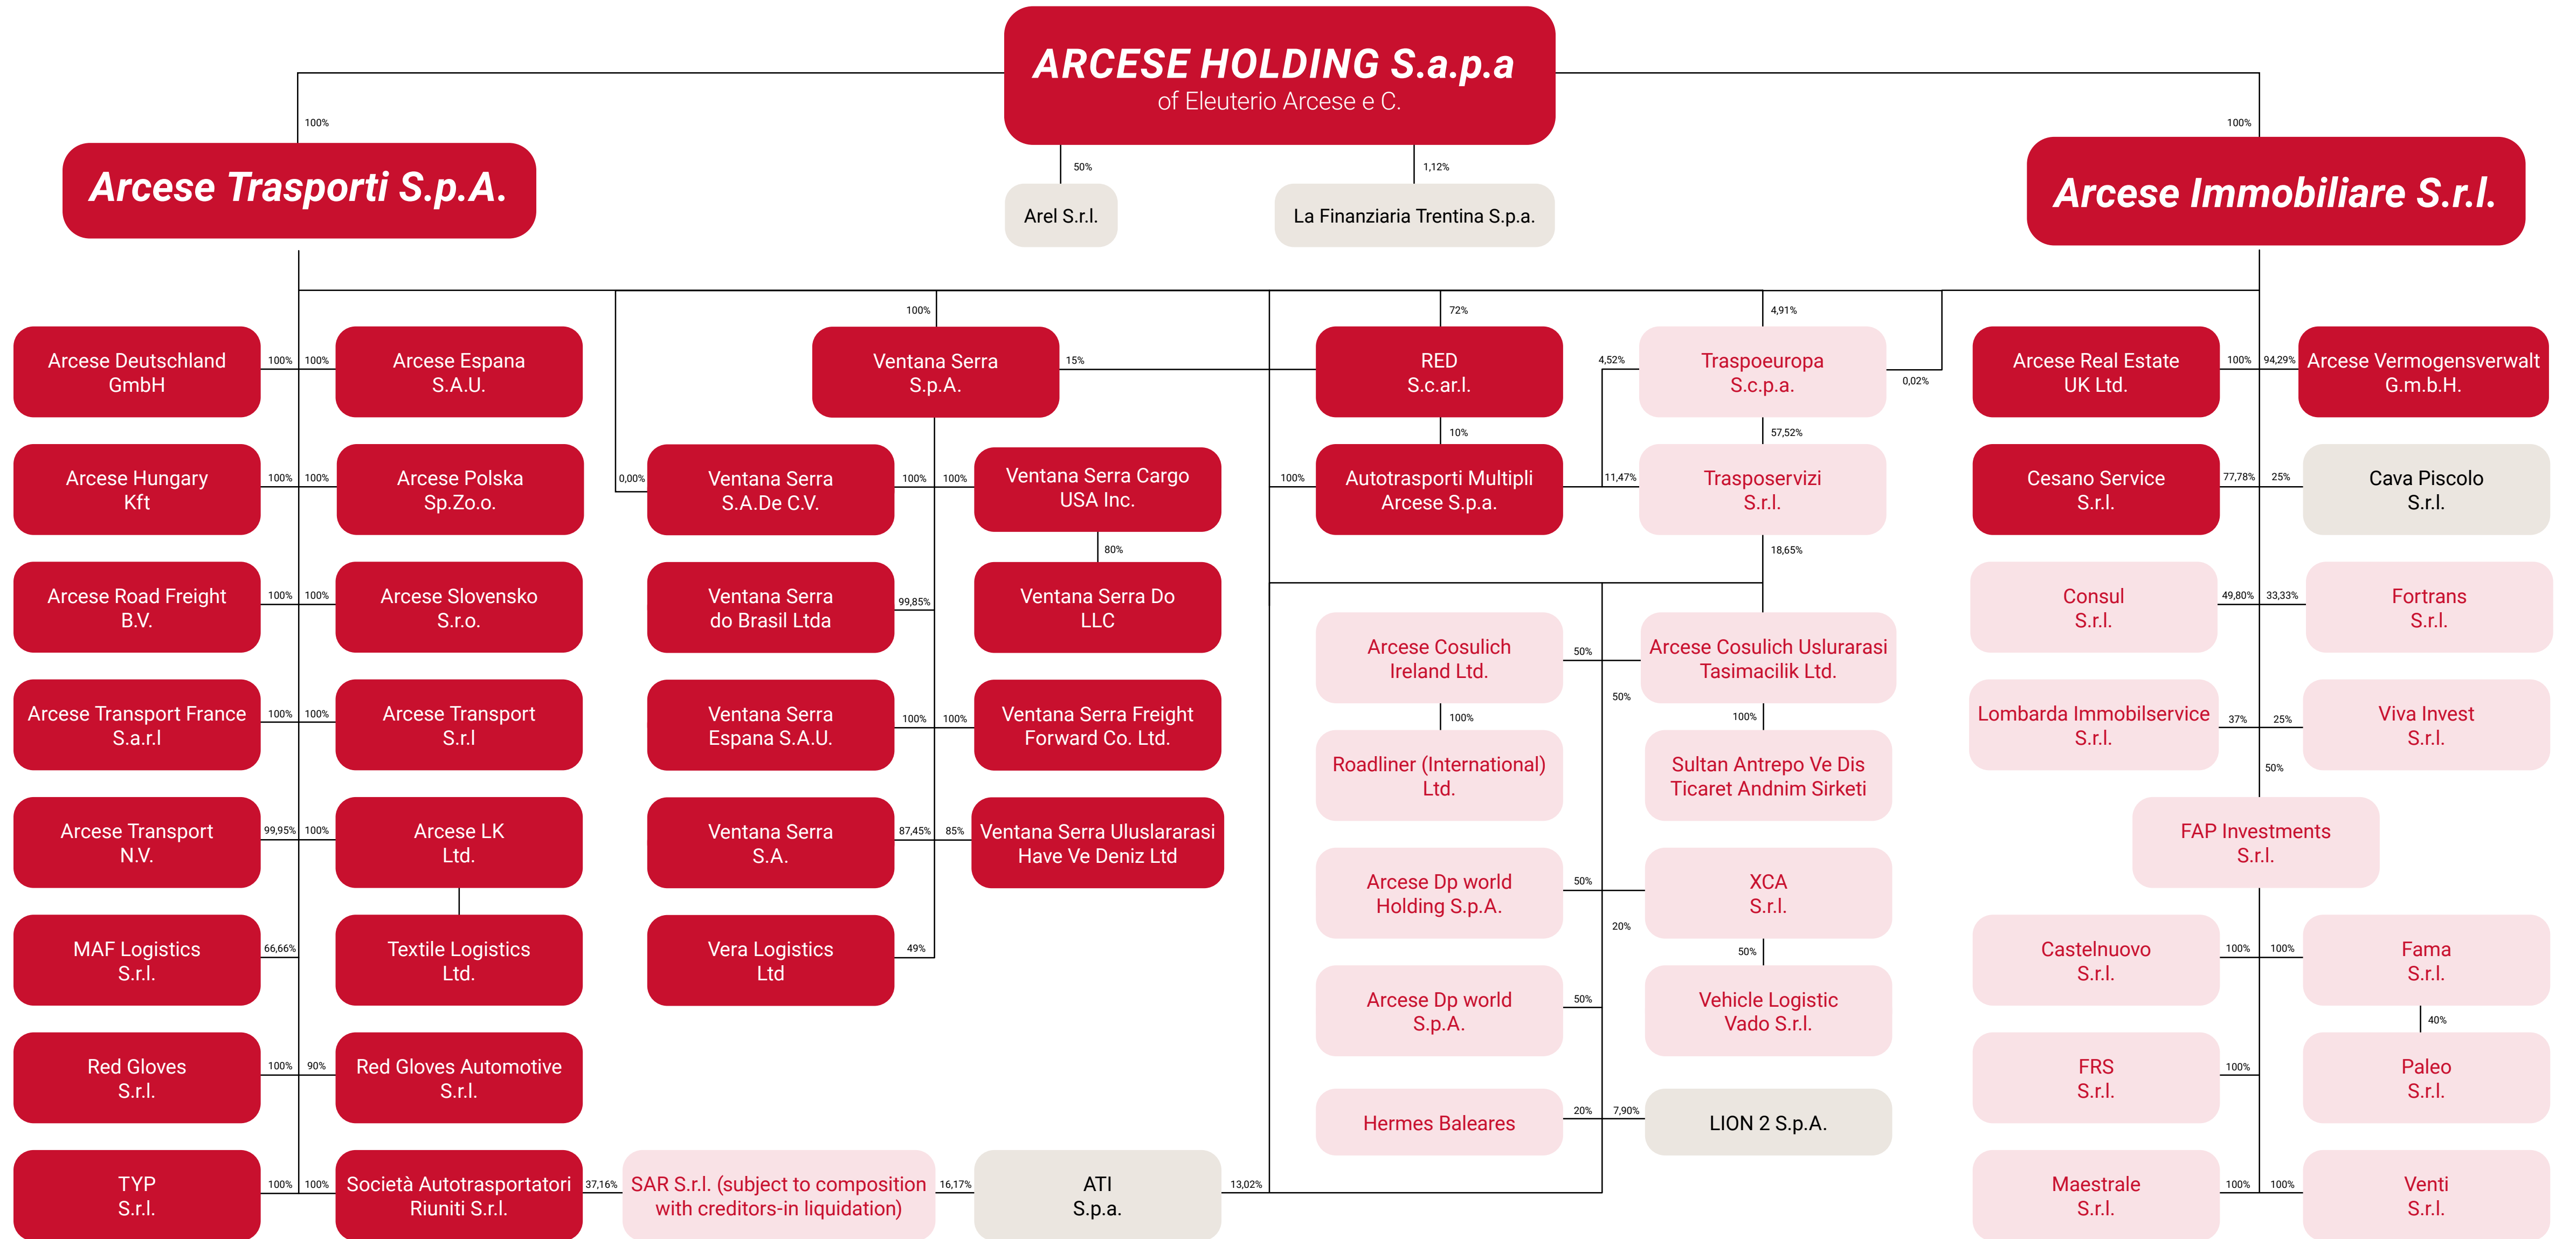 ARCESE HOLDING S.a.p.a
of Eleuterio Arcese e C.
100%
100%
50%
1,12%
Arcese Trasporti S.p.A.
Arel S.r.l.
La Finanziaria Trentina S.p.a.
Arcese Immobiliare S.r.l.
Arcese Deutschland
GmbH
100%
100%
Arcese Espana
S.A.U.
Arcese Hungary
Kft
100%
100%
Arcese Polska
Sp.Zo.o.
Arcese Road Freight
B.V.
100%
100%
Arcese Slovensko
S.r.o.
Arcese Transport France
S.a.r.l
100%
100%
Arcese Transport
S.r.l
Arcese Transport
N.V.
99,95%
100%
Arcese LK
Ltd.
MAF Logistics
S.r.l.
66,66%
Textile Logistics
Ltd.
Red Gloves
S.r.l.
100%
90%
Red Gloves Automotive
S.r.l.
TYP
S.r.l.
100%
100%
Società Autotrasportatori
Riuniti S.r.l.
37,16%
SAR S.r.l. (subject to composition
with creditors-in liquidation)
16,17%
ATI
S.p.a.
13,02%
100%
Ventana Serra
S.p.A.
15%
0,00%
Ventana Serra
S.A.De C.V.
100%
100%
Ventana Serra Cargo
USA Inc.
80%
Ventana Serra
do Brasil Ltda
99,85%
Ventana Serra Do
LLC
Ventana Serra
Espana S.A.U.
100%
100%
Ventana Serra Freight
Forward Co. Ltd.
Ventana Serra
S.A.
87,45%
85%
Ventana Serra Uluslararasi
Have Ve Deniz Ltd
Vera Logistics
Ltd
49%
72%
4,91%
RED
S.c.ar.l.
4,52%
Traspoeuropa
S.c.p.a.
0,02%
10%
57,52%
100%
Autotrasporti Multipli
Arcese S.p.a.
11,47%
Trasposervizi
S.r.l.
18,65%
Arcese Cosulich
Ireland Ltd.
50%
Arcese Cosulich Uslurarasi
Tasimacilik Ltd.
50%
100%
100%
Roadliner (International)
Ltd.
Sultan Antrepo Ve Dis
Ticaret Andnim Sirketi
Arcese Dp world
Holding S.p.A.
50%
XCA
S.r.l.
20%
50%
Arcese Dp world
S.p.A.
50%
Vehicle Logistic
Vado S.r.l.
Hermes Baleares
20%
7,90%
LION 2 S.p.A.
Arcese Real Estate
UK Ltd.
100%
94,29%
Arcese Vermogensverwalt
G.m.b.H.
Cesano Service
S.r.l.
77,78%
25%
Cava Piscolo
S.r.l.
Consul
S.r.l.
49,80%
33,33%
Fortrans
S.r.l.
Lombarda Immobilservice
S.r.l.
37%
25%
Viva Invest
S.r.l.
50%
FAP Investments
S.r.l.
Castelnuovo
S.r.l.
100%
100%
Fama
S.r.l.
40%
FRS
S.r.l.
100%
Paleo
S.r.l.
Maestrale
S.r.l.
100%
100%
Venti
S.r.l.